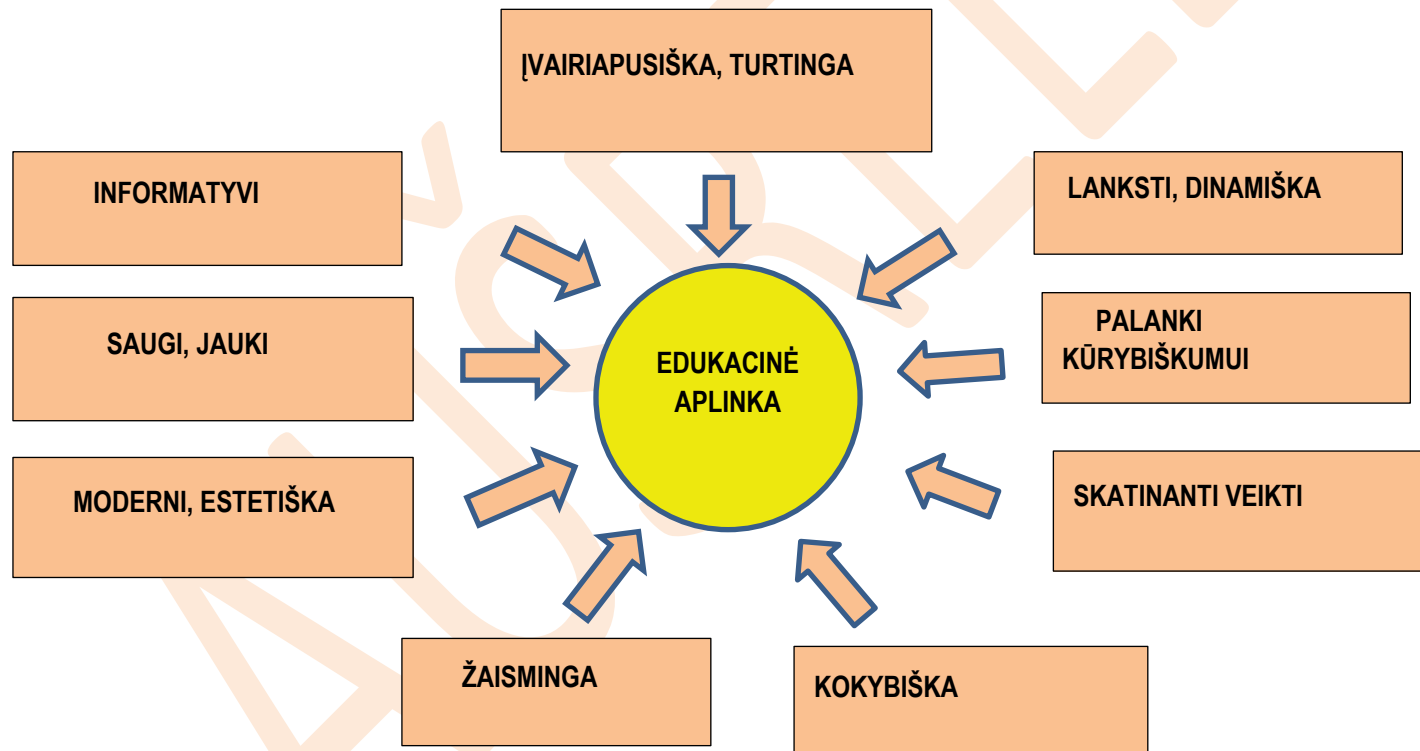 ĮVAIRIAPUSIŠKA, TURTINGA
INFORMATYVI
LANKSTI, DINAMIŠKA
SAUGI, JAUKI
PALANKI
KŪRYBIŠKUMUI
EDUKACINĖ
APLINKA
MODERNI, ESTETIŠKA
SKATINANTI VEIKTI
ŽAISMINGA
KOKYBIŠKA